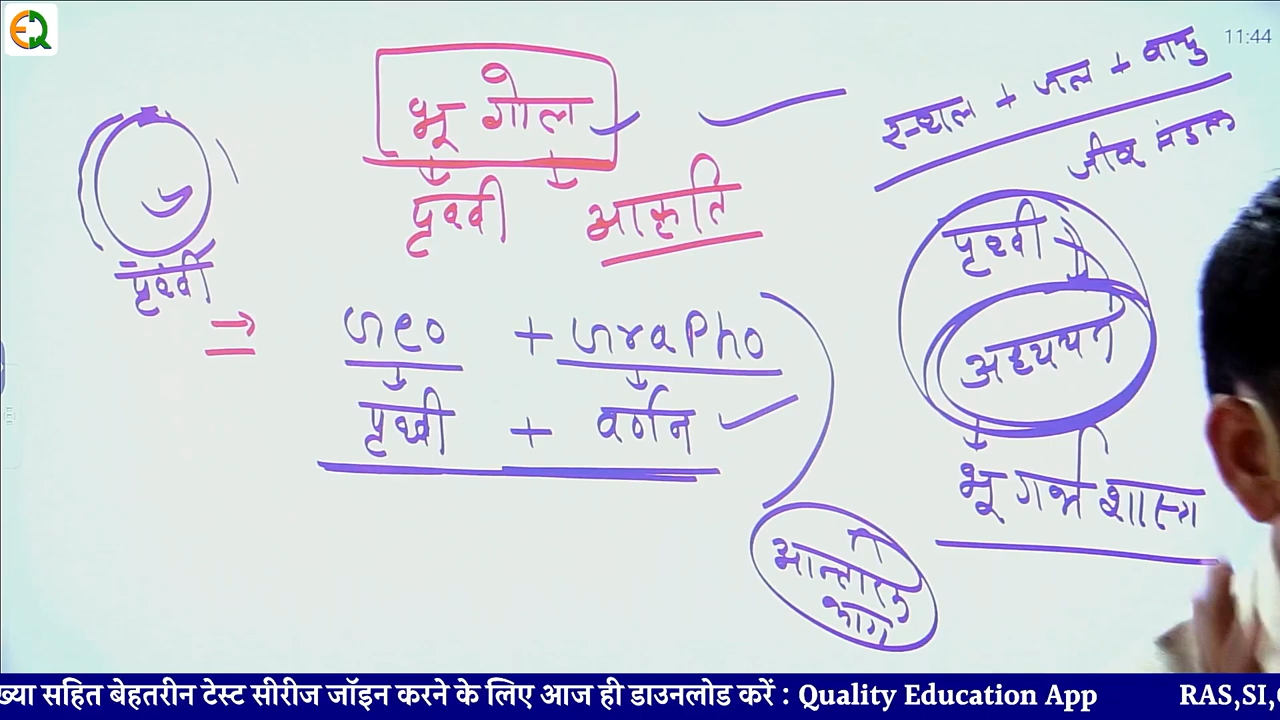 EQ
11:44
स्थल + जल + वायु
जीव मंडल
भू गोल
पृथ्वी आकृति
पृथ्वी
Geo + Grapho
पृथ्वी + वर्णन
पृथ्वी
अध्ययन
भू गर्भ शास्त्र
आन्तरिक
भाग
ख्या सहित बेहतरीन टेस्ट सीरीज जॉइन करने के लिए आज ही डाउनलोड करें : Quality Education App RAS,SI,